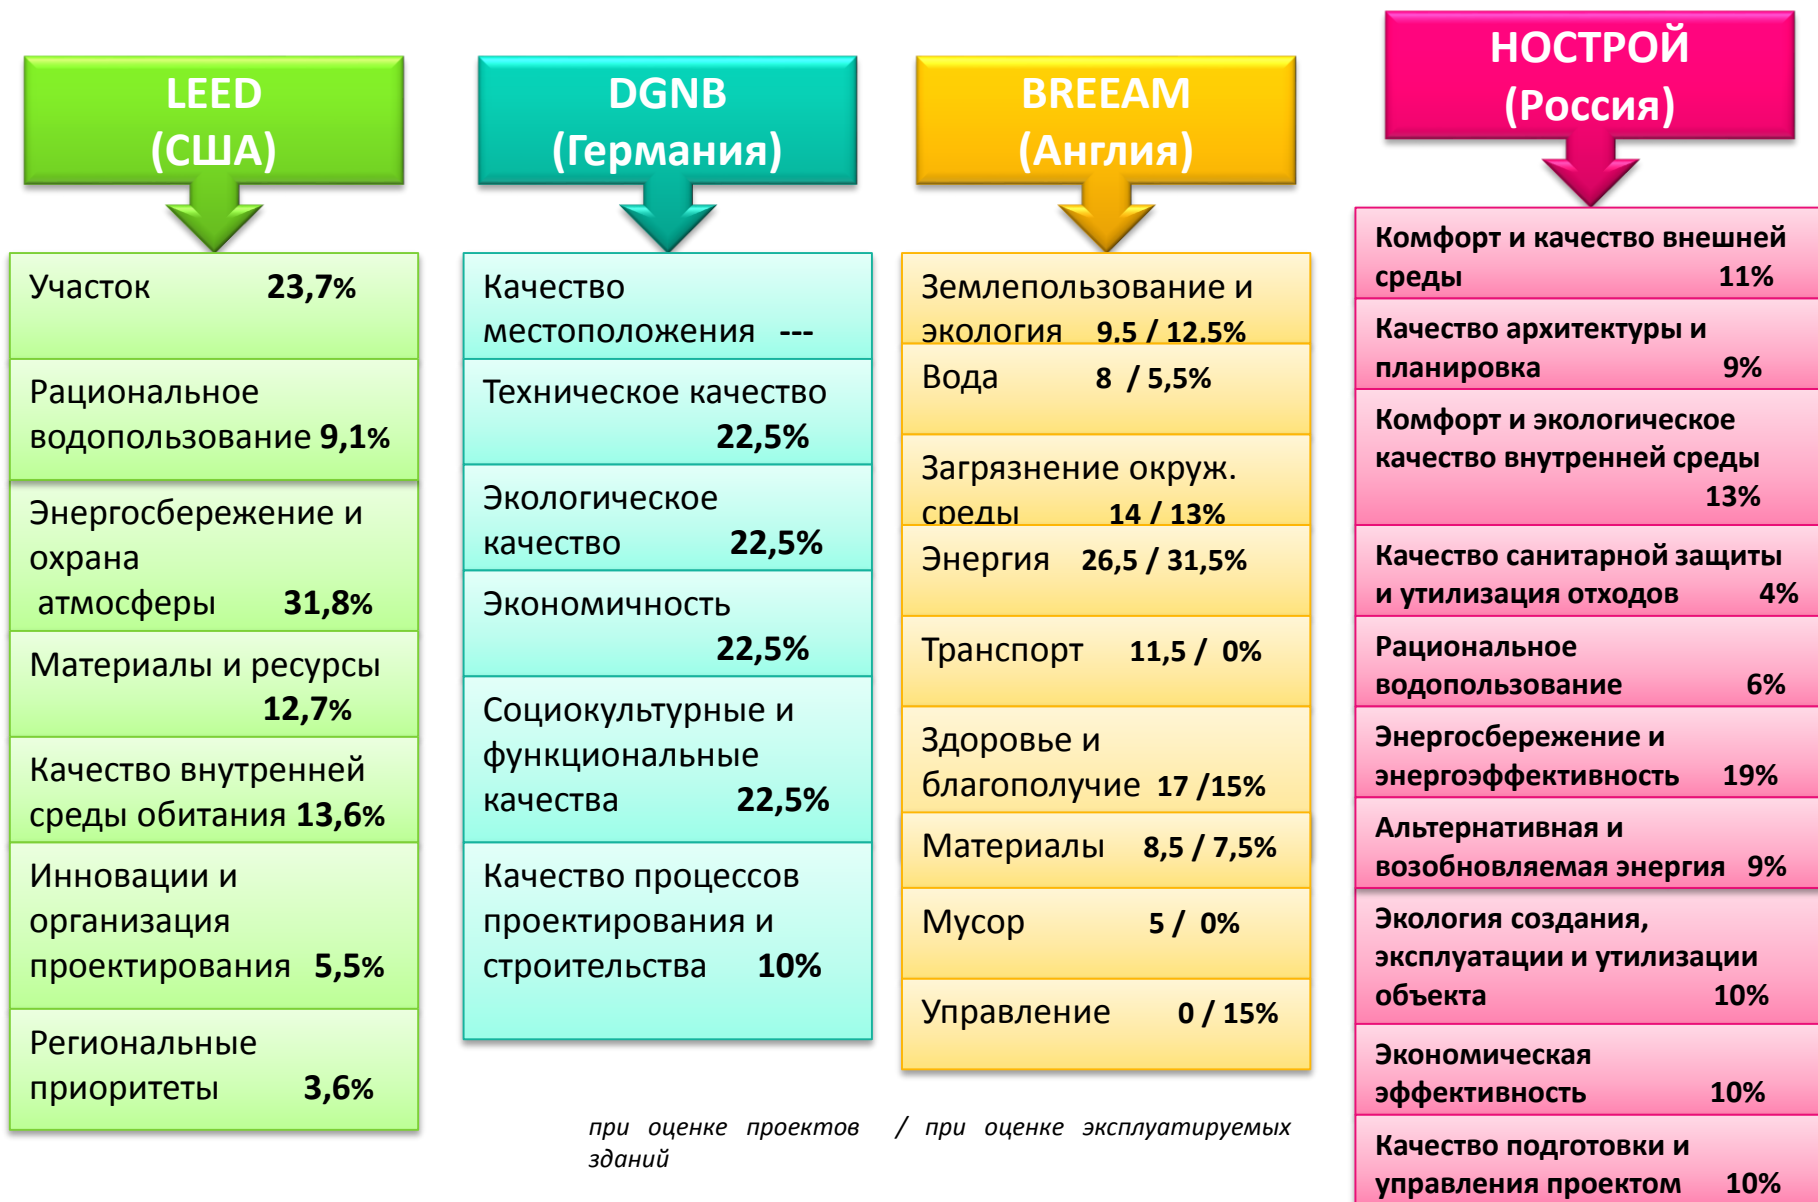 LEED
(США)
Участок 23,7%
Рациональное
водопользование 9,1%
Энергосбережение и
охрана
атмосферы 31,8%
Материалы и ресурсы
12,7%
Качество внутренней
среды обитания 13,6%
Инновации и
организация
проектирования 5,5%
Региональные
приоритеты 3,6%
DGNB
(Германия)
Качество
местоположения ---
Техническое качество
22,5%
Экологическое
качество 22,5%
Экономичность
22,5%
Социокультурные и
функциональные
качества 22,5%
Качество процессов
проектирования и
строительства 10%
BREEAM
(Англия)
Землепользование и
экология 9,5 / 12,5%
Вода 8 / 5,5%
Загрязнение окруж.
среды 14 / 13%
Энергия 26,5 / 31,5%
Транспорт 11,5 / 0%
Здоровье и
благополучие 17 /15%
Материалы 8,5 / 7,5%
Мусор 5 / 0%
Управление 0 / 15%
при оценке проектов / при оценке эксплуатируемых
зданий
НОСТРОЙ
(Россия)
Комфорт и качество внешней
среды 11%
Качество архитектуры и
планировка 9%
Комфорт и экологическое
качество внутренней среды
13%
Качество санитарной защиты
и утилизация отходов 4%
Рациональное
водопользование 6%
Энергосбережение и
энергоэффективность 19%
Альтернативная и
возобновляемая энергия 9%
Экология создания,
эксплуатации и утилизации
объекта 10%
Экономическая
эффективность 10%
Качество подготовки и
управления проектом 10%